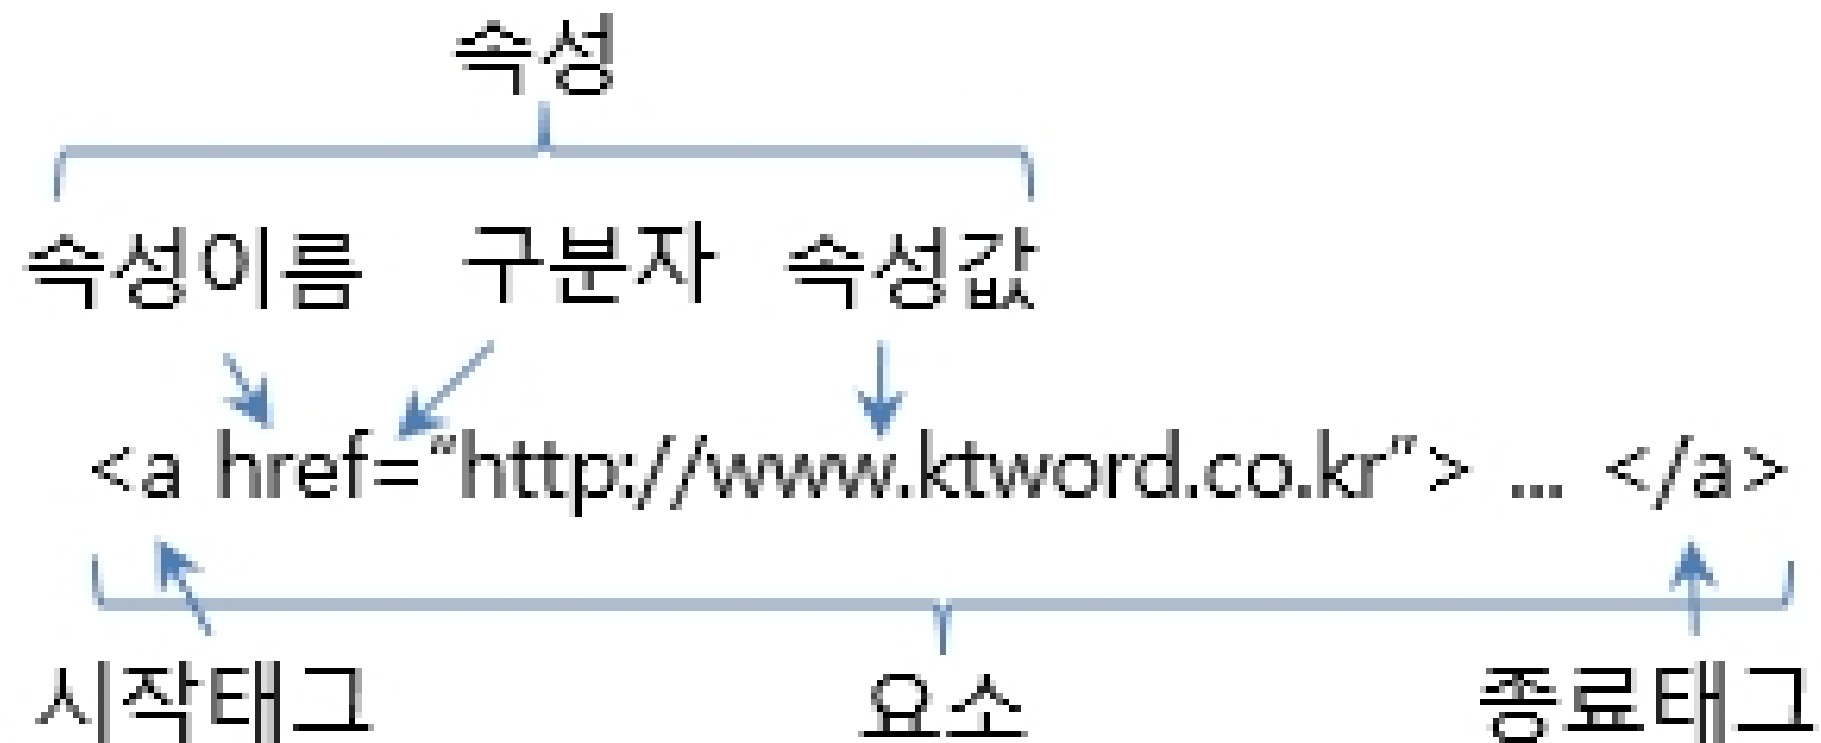 속성
속성이름 구분자 속성값
<a href="http://www.ktword.co.kr"> ... </a>
시작태그 요소 종료태그